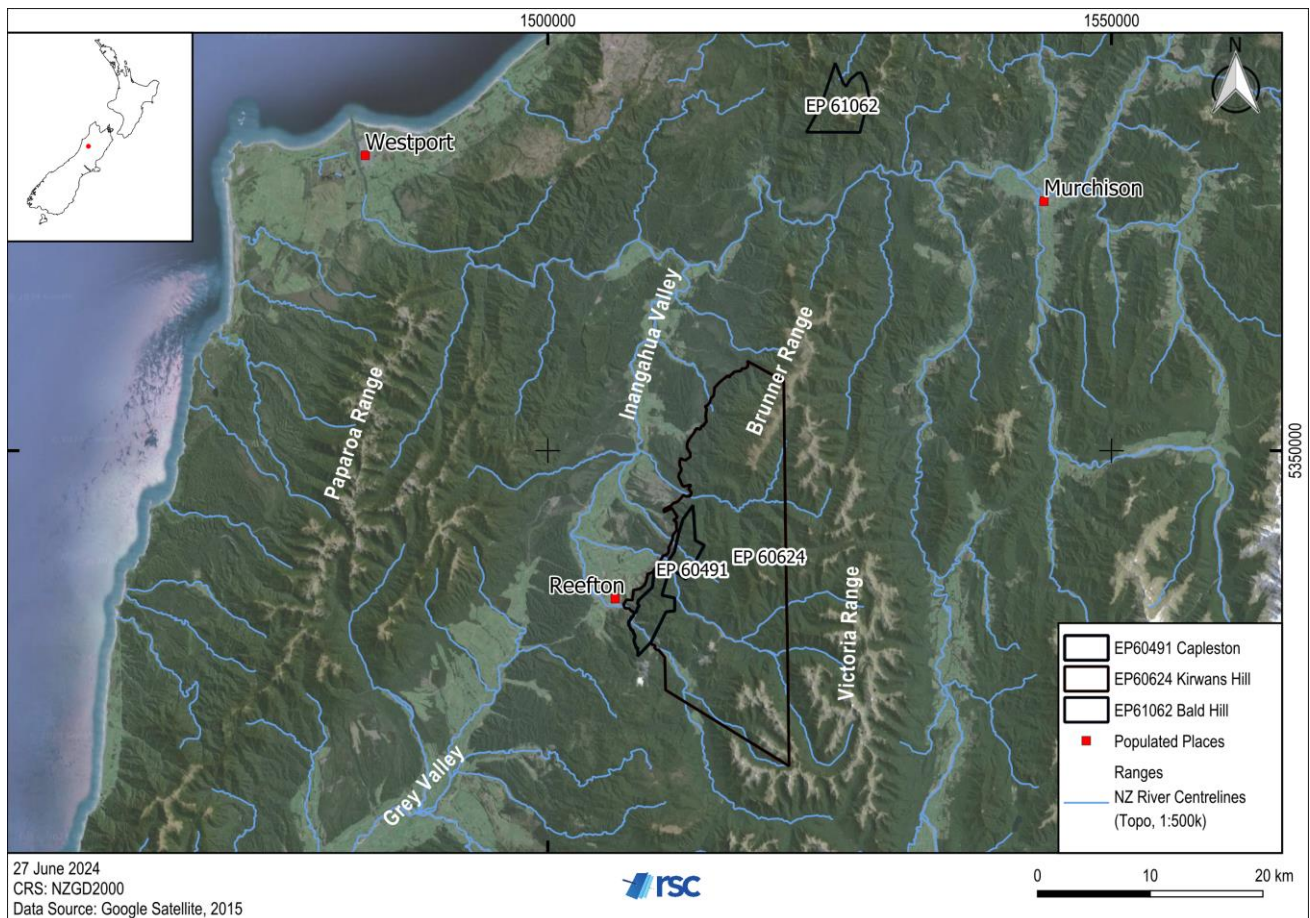 1500000
1550000
N
EP 61062
Westport
Murchison
Inangahua Valley
Brunner Range
Paparoa Range
5350000
EP 60491
EP 60624
Reefton
Victoria Range
Grey Valley
EP60491 Capleston
EP60624 Kirwans Hill
EP61062 Bald Hill
Populated Places
Ranges
NZ River Centrelines
(Topo, 1:500k)
27 June 2024
CRS: NZGD2000
Data Source: Google Satellite, 2015
rsc
0 10 20 km